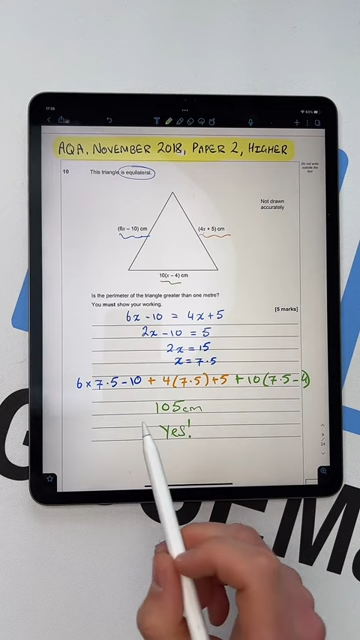 AQA, NOVEMBER 2018, PAPER 2, HIGHER
10 This triangle is equilateral.
Not drawn
accurately
(6x − 10) cm
(4x + 5) cm
10(x − 4) cm
Is the perimeter of the triangle greater than one metre?
You must show your working.
[5 marks]
6x - 10 = 4x + 5
2x - 10 = 5
2x = 15
x = 7.5
6 x 7.5 - 10 + 4(7.5) + 5 + 10(7.5 - 4)
105cm
Yes!